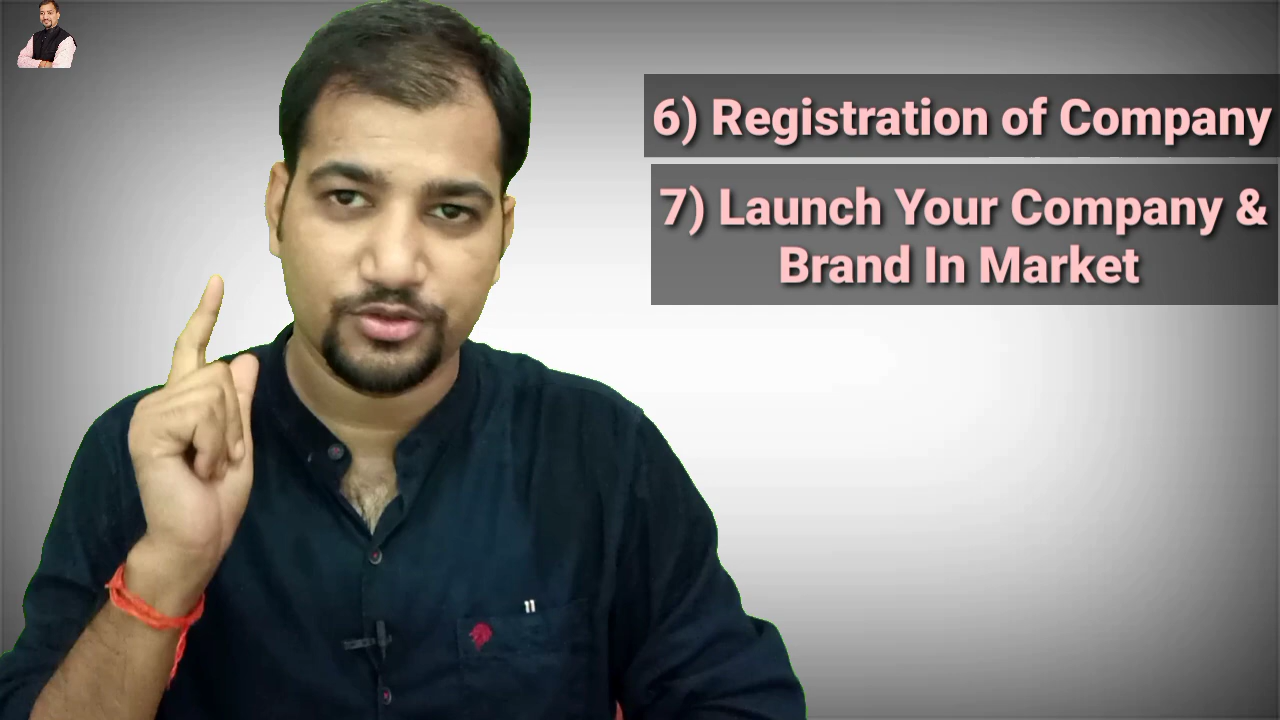 6) Registration of Company
7) Launch Your Company &
Brand In Market